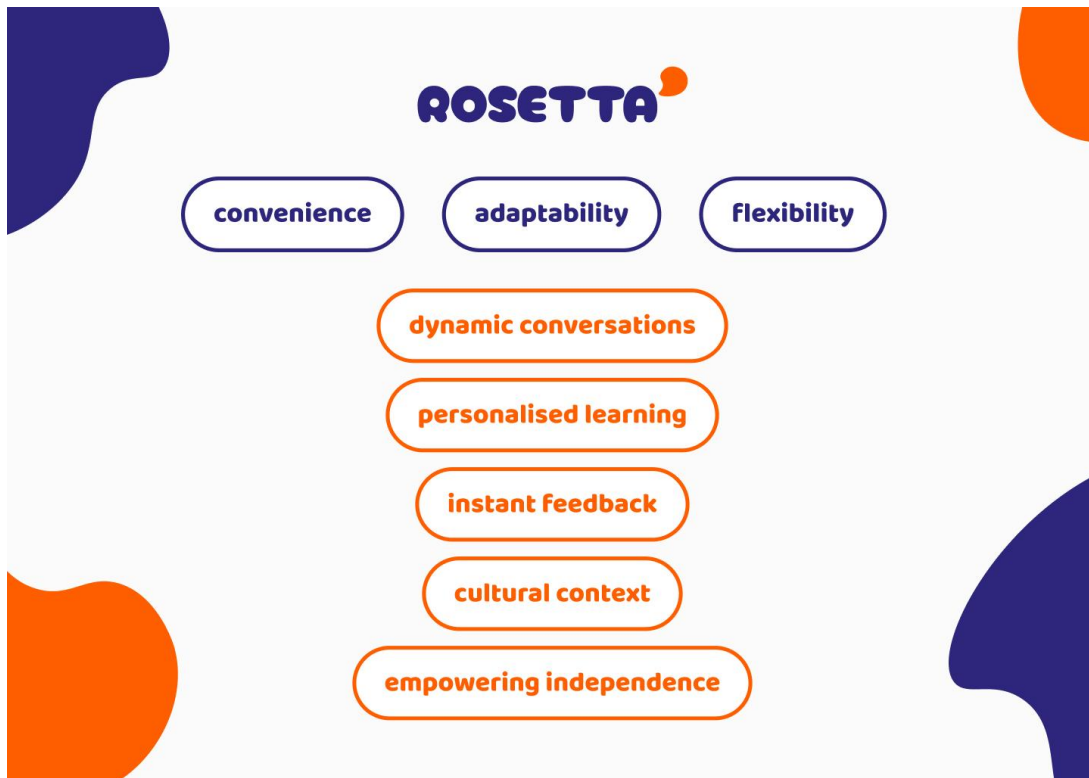 ROSETTA
convenience adaptability flexibility
dynamic conversations
personalised learning
instant feedback
cultural context
empowering independence